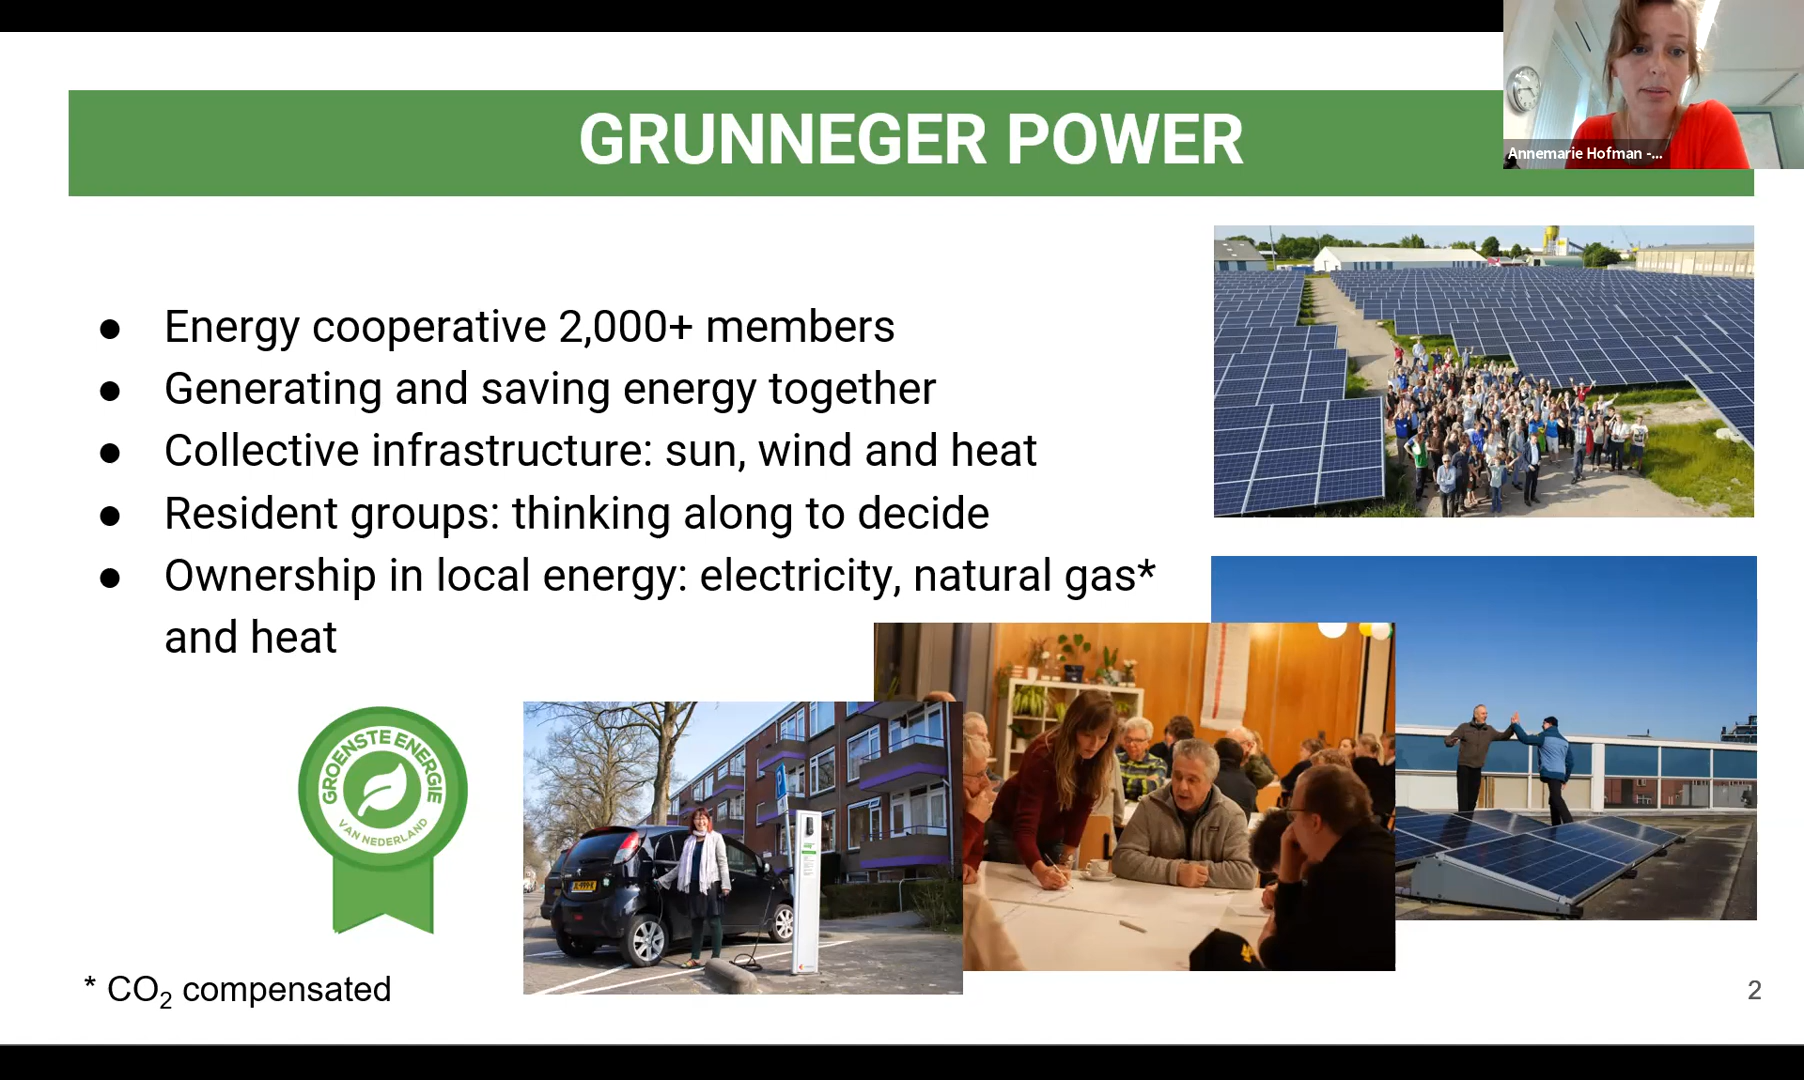 GRUNNEGER POWER
Annemarie Hofman -...
● Energy cooperative 2,000+ members
● Generating and saving energy together
● Collective infrastructure: sun, wind and heat
● Resident groups: thinking along to decide
● Ownership in local energy: electricity, natural gas*
and heat
GROENSTE ENERGIE
VAN NEDERLAND
P
* CO₂ compensated
2